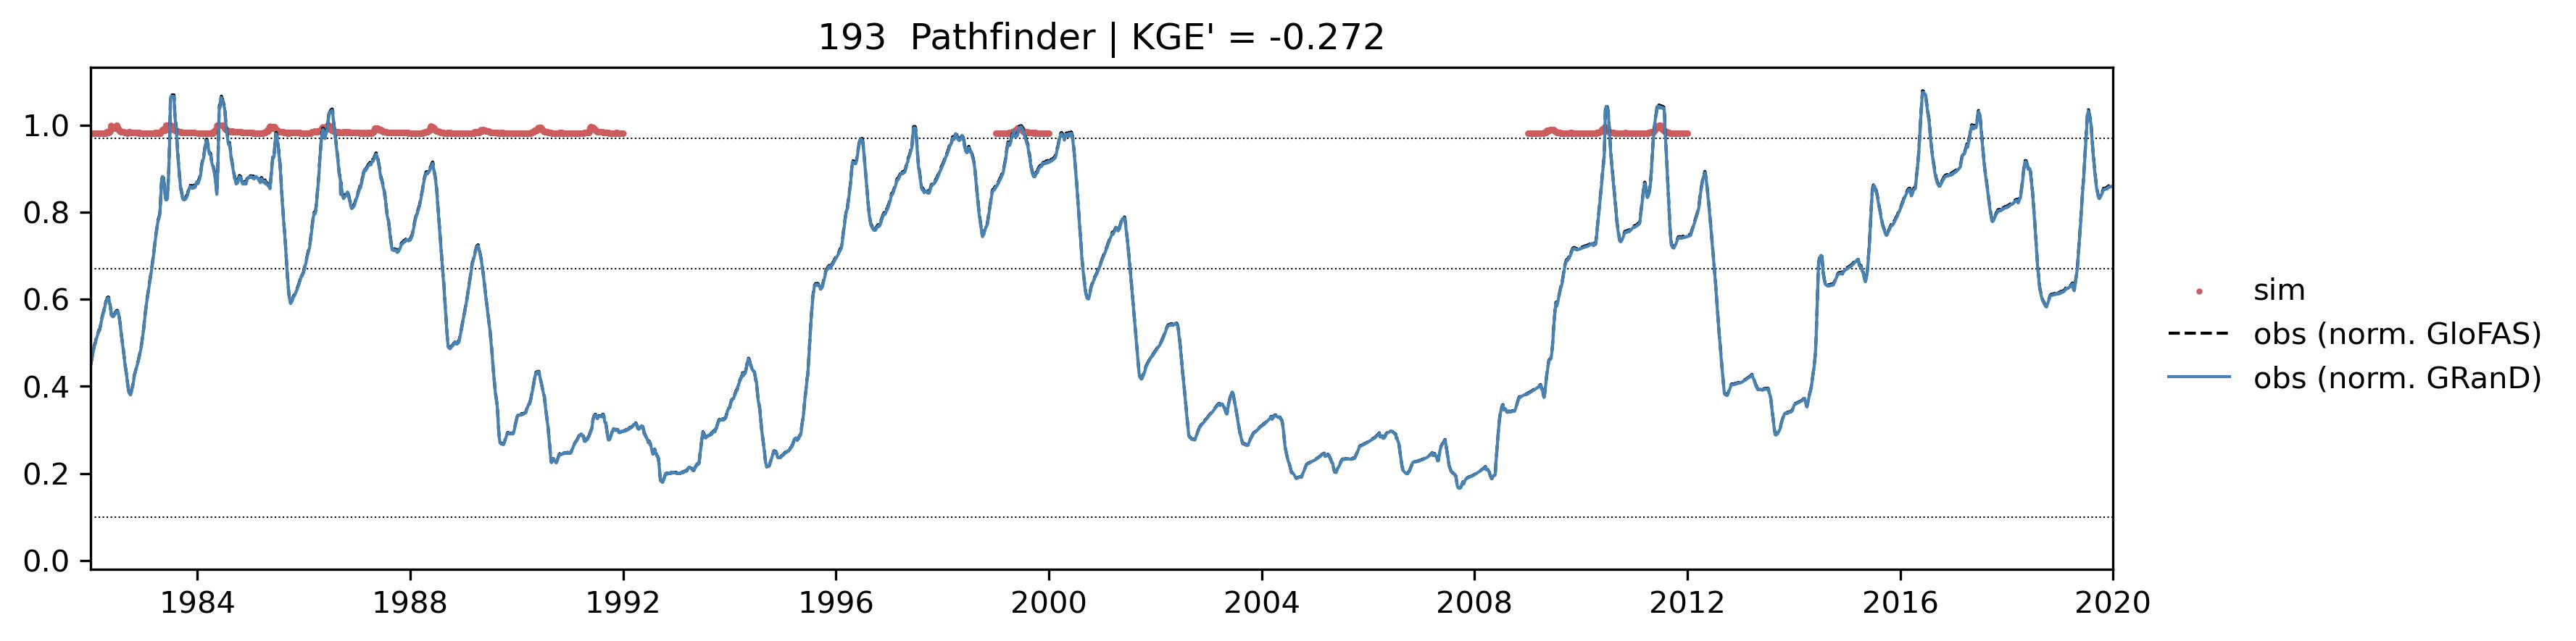 193  Pathfinder | KGE' = -0.272
1.0
0.8
0.6
0.4
0.2
0.0
1984 1988 1992 1996 2000 2004 2008 2012 2016 2020
sim
obs (norm. GloFAS)
obs (norm. GRanD)